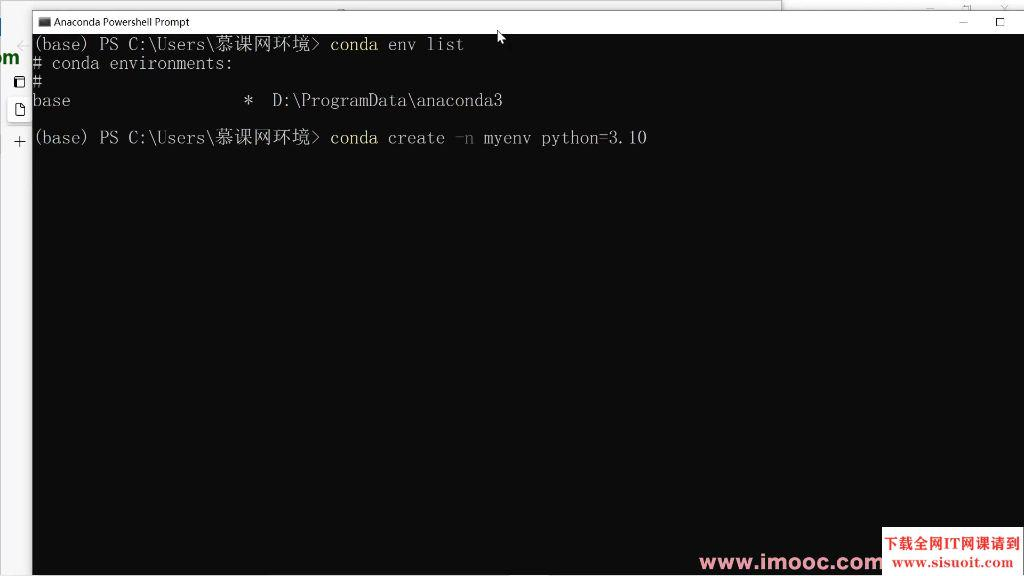 Anaconda Powershell Prompt
(base) PS C:\Users\慕课网环境> conda env list
# conda environments:
#
base * D:\ProgramData\anaconda3
(base) PS C:\Users\慕课网环境> conda create -n myenv python=3.10
om
www.imooc.com
下载全网IT网课请到
www.sisuoit.com